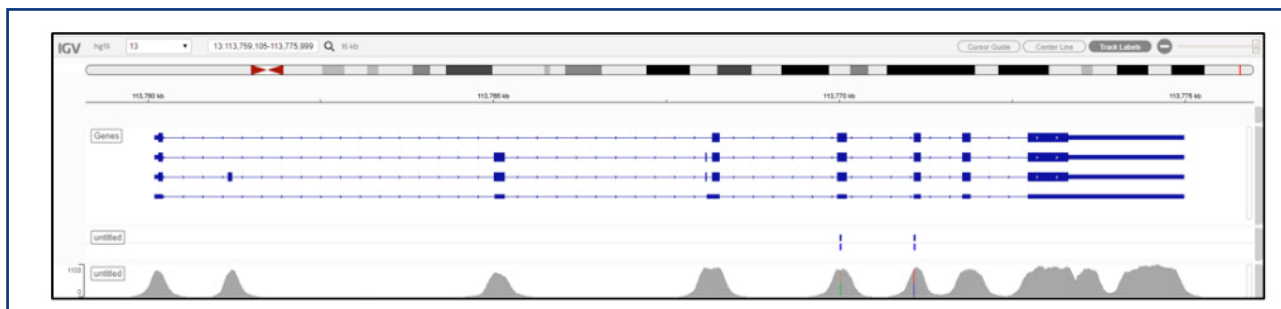 IGV hg19 13 13:113,759,105-113,775,999 16 kb Cursor Guide Center Line Track Labels
113,760 kb 113,765 kb 113,770 kb 113,775 kb
Genes
untitled
1103 untitled
0